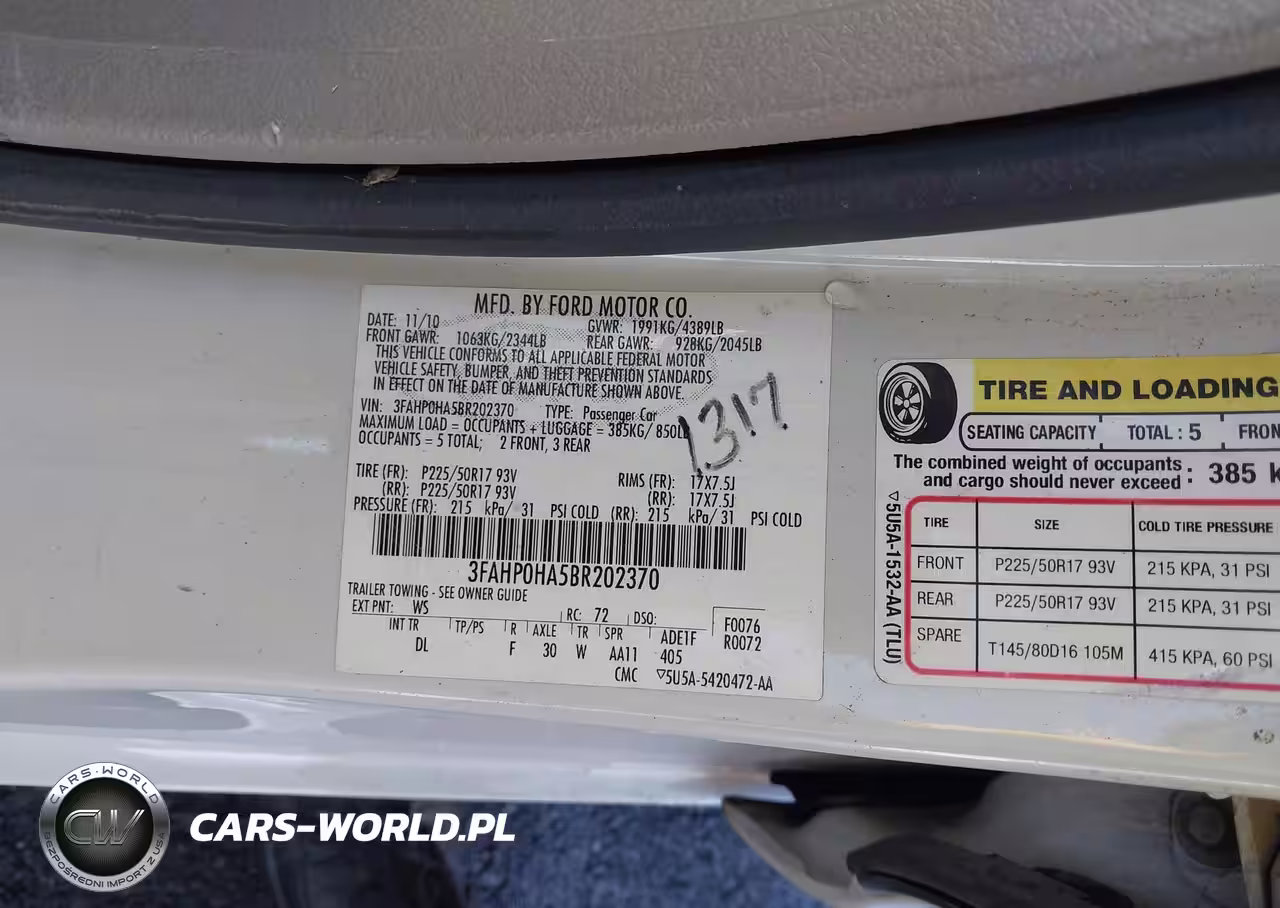 MFD. BY FORD MOTOR CO.
DATE: 11/10 GVWR: 1991KG/4389LB
FRONT GAWR: 1063KG/2344LB REAR GAWR: 928KG/2045LB
THIS VEHICLE CONFORMS TO ALL APPLICABLE FEDERAL MOTOR
VEHICLE SAFETY, BUMPER, AND THEFT PREVENTION STANDARDS
IN EFFECT ON THE DATE OF MANUFACTURE SHOWN ABOVE.
VIN: 3FAHP0HA5BR202370 TYPE: Passenger Car
MAXIMUM LOAD = OCCUPANTS + LUGGAGE = 385KG/ 850LB
OCCUPANTS = 5 TOTAL; 2 FRONT, 3 REAR
1317
TIRE (FR): P225/50R17 93V RIMS (FR): 17X7.5J
(RR): P225/50R17 93V (RR): 17X7.5J
PRESSURE (FR): 215 kPa/ 31 PSI COLD (RR): 215 kPa/ 31 PSI COLD
3FAHP0HA5BR202370
TRAILER TOWING - SEE OWNER GUIDE
EXT PNT: WS RC: 72 DSO: F0076
INT TR TP/PS R AXLE TR SPR ADE1F R0072
DL F 30 W AA11 405
CMC ▽5U5A-5420472-AA
TIRE AND LOADING
SEATING CAPACITY TOTAL : 5 FRON
The combined weight of occupants
and cargo should never exceed : 385 k
▽5U5A-1532-AA (TLU)
TIRE SIZE COLD TIRE PRESSURE
FRONT P225/50R17 93V 215 KPA, 31 PSI
REAR P225/50R17 93V 215 KPA, 31 PSI
SPARE T145/80D16 105M 415 KPA, 60 PSI
CARS-WORLD
CW
BEZPOŚREDNI IMPORT Z USA
CARS-WORLD.PL